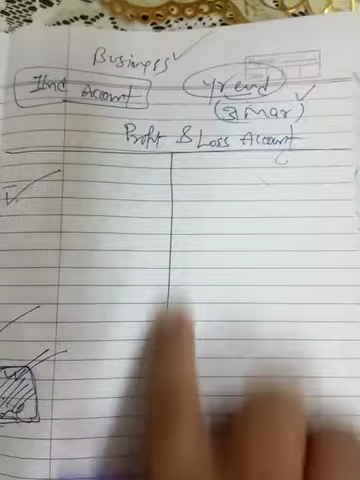 Business
IInd Account
yr end
(31 mar)
Profit & Loss Account